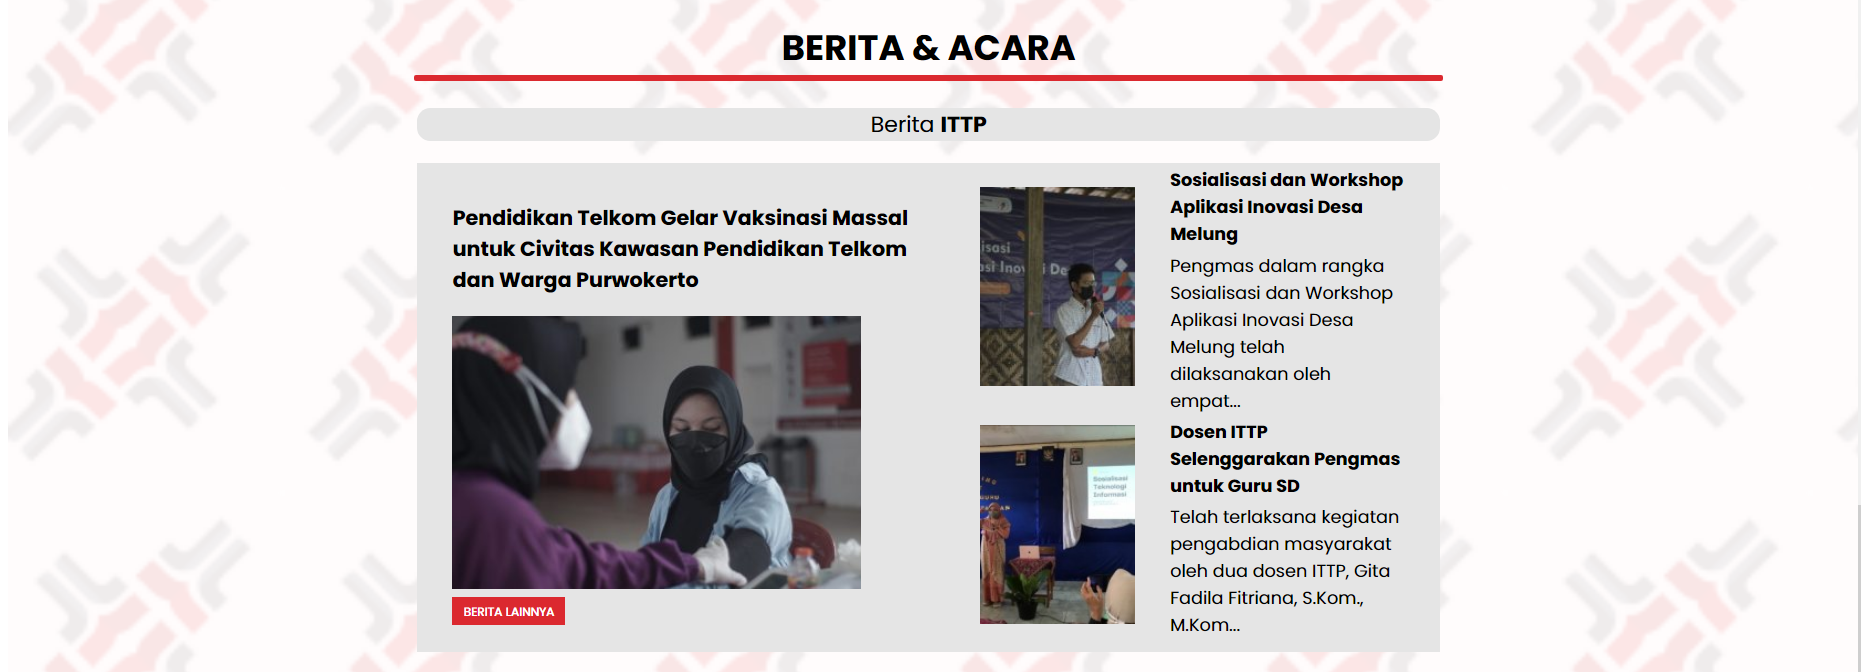 BERITA & ACARA
Berita ITTP
Pendidikan Telkom Gelar Vaksinasi Massal
untuk Civitas Kawasan Pendidikan Telkom
dan Warga Purwokerto
BERITA LAINNYA
Sosialisasi dan Workshop
Aplikasi Inovasi Desa
Melung
Pengmas dalam rangka
Sosialisasi dan Workshop
Aplikasi Inovasi Desa
Melung telah
dilaksanakan oleh
empat...
Dosen ITTP
Selenggarakan Pengmas
untuk Guru SD
Telah terlaksana kegiatan
pengabdian masyarakat
oleh dua dosen ITTP, Gita
Fadila Fitriana, S.Kom.,
M.Kom...
Sosialisasi
Teknologi
Informasi